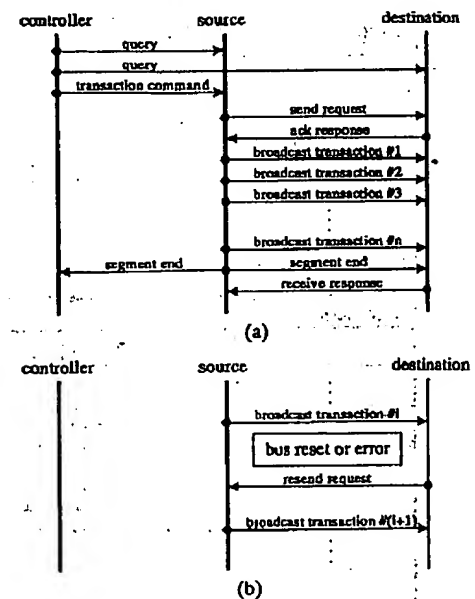 controller source destination
query
query
transaction command
send request
ack response
broadcast transaction #1
broadcast transaction #2
broadcast transaction #3
broadcast transaction #n
segment end segment end
receive response
(a)
controller source destination
broadcast transaction #i
bus reset or error
resend request
broadcast transaction #(i+1)
(b)